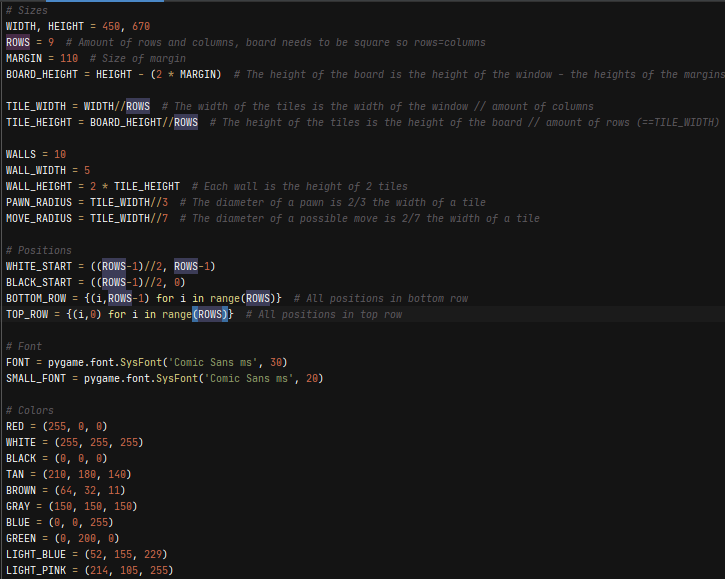 # Sizes
WIDTH, HEIGHT = 450, 670
ROWS = 9  # Amount of rows and columns, board needs to be square so rows=columns
MARGIN = 110  # Size of margin
BOARD_HEIGHT = HEIGHT - (2 * MARGIN)  # The height of the board is the height of the window - the heights of the margins
TILE_WIDTH = WIDTH//ROWS  # The width of the tiles is the width of the window // amount of columns
TILE_HEIGHT = BOARD_HEIGHT//ROWS  # The height of the tiles is the height of the board // amount of rows (==TILE_WIDTH)
WALLS = 10
WALL_WIDTH = 5
WALL_HEIGHT = 2 * TILE_HEIGHT  # Each wall is the height of 2 tiles
PAWN_RADIUS = TILE_WIDTH//3  # The diameter of a pawn is 2/3 the width of a tile
MOVE_RADIUS = TILE_WIDTH//7  # The diameter of a possible move is 2/7 the width of a tile
# Positions
WHITE_START = ((ROWS-1)//2, ROWS-1)
BLACK_START = ((ROWS-1)//2, 0)
BOTTOM_ROW = {(i,ROWS-1) for i in range(ROWS)}  # All positions in bottom row
TOP_ROW = {(i,0) for i in range(ROWS)}  # All positions in top row
# Font
FONT = pygame.font.SysFont('Comic Sans ms', 30)
SMALL_FONT = pygame.font.SysFont('Comic Sans ms', 20)
# Colors
RED = (255, 0, 0)
WHITE = (255, 255, 255)
BLACK = (0, 0, 0)
TAN = (210, 180, 140)
BROWN = (64, 32, 11)
GRAY = (150, 150, 150)
BLUE = (0, 0, 255)
GREEN = (0, 200, 0)
LIGHT_BLUE = (52, 155, 229)
LIGHT_PINK = (214, 105, 255)